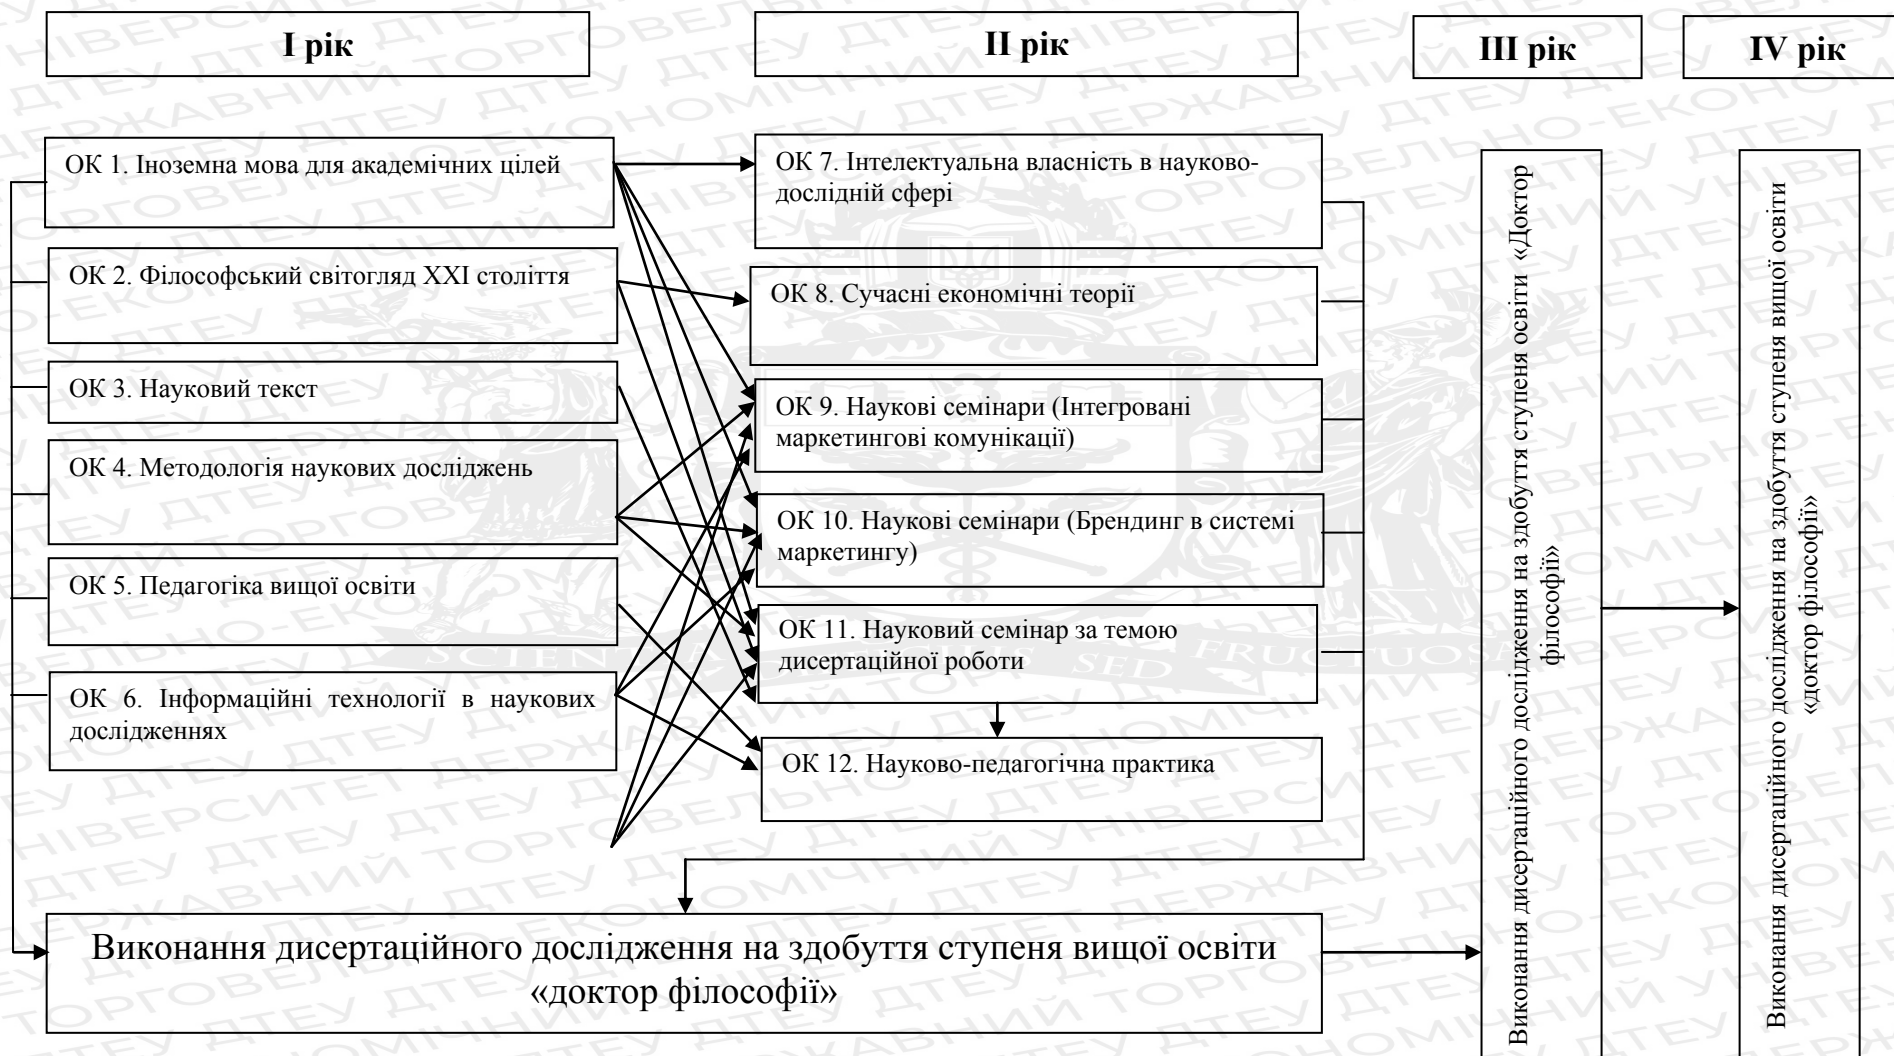 I рік
II рік
III рік
IV рік
ОК 1. Іноземна мова для академічних цілей
ОК 2. Філософський світогляд XXI століття
ОК 3. Науковий текст
ОК 4. Методологія наукових досліджень
ОК 5. Педагогіка вищої освіти
ОК 6. Інформаційні технології в наукових
дослідженнях
ОК 7. Інтелектуальна власність в науково-
дослідній сфері
ОК 8. Сучасні економічні теорії
ОК 9. Наукові семінари (Інтегровані
маркетингові комунікації)
ОК 10. Наукові семінари (Брендинг в системі
маркетингу)
ОК 11. Науковий семінар за темою
дисертаційної роботи
ОК 12. Науково-педагогічна практика
Виконання дисертаційного дослідження на здобуття ступеня вищої освіти
«доктор філософії»
Виконання дисертаційного дослідження на здобуття ступеня освіти «Доктор
філософії»
Виконання дисертаційного дослідження на здобуття ступеня вищої освіти
«доктор філософії»